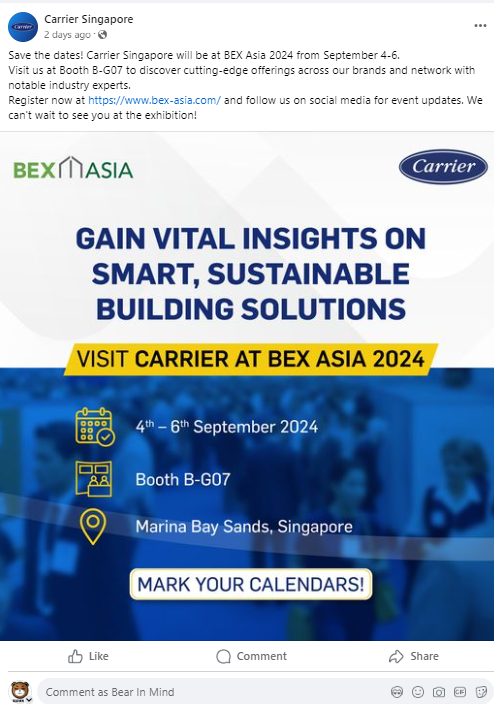 Carrier Singapore
2 days ago ·
Save the dates! Carrier Singapore will be at BEX Asia 2024 from September 4-6.
Visit us at Booth B-G07 to discover cutting-edge offerings across our brands and network with
notable industry experts.
Register now at https://www.bex-asia.com/ and follow us on social media for event updates. We
can't wait to see you at the exhibition!
BEX ASIA
Carrier
GAIN VITAL INSIGHTS ON
SMART, SUSTAINABLE
BUILDING SOLUTIONS
VISIT CARRIER AT BEX ASIA 2024
4th – 6th September 2024
Booth B-G07
Marina Bay Sands, Singapore
MARK YOUR CALENDARS!
Like Comment Share
Comment as Bear In Mind
GIF